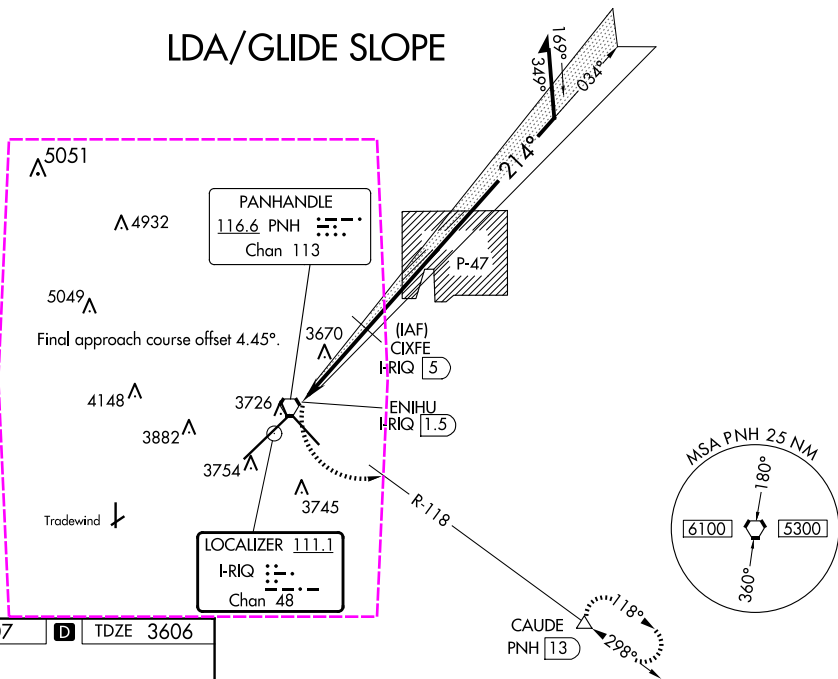 LDA/GLIDE SLOPE
169°
349°
034°
214°
5051
4932
PANHANDLE
116.6 PNH
Chan 113
P-47
5049
Final approach course offset 4.45°.
3670
(IAF)
CIXFE
I-RIQ 5
4148
3726
ENIHU
I-RIQ 1.5
3882
3754
3745
R-118
MSA PNH 25 NM
180°
6100
5300
360°
Tradewind
LOCALIZER 111.1
I-RIQ
Chan 48
118°
298°
CAUDE
PNH 13
7 D TDZE 3606